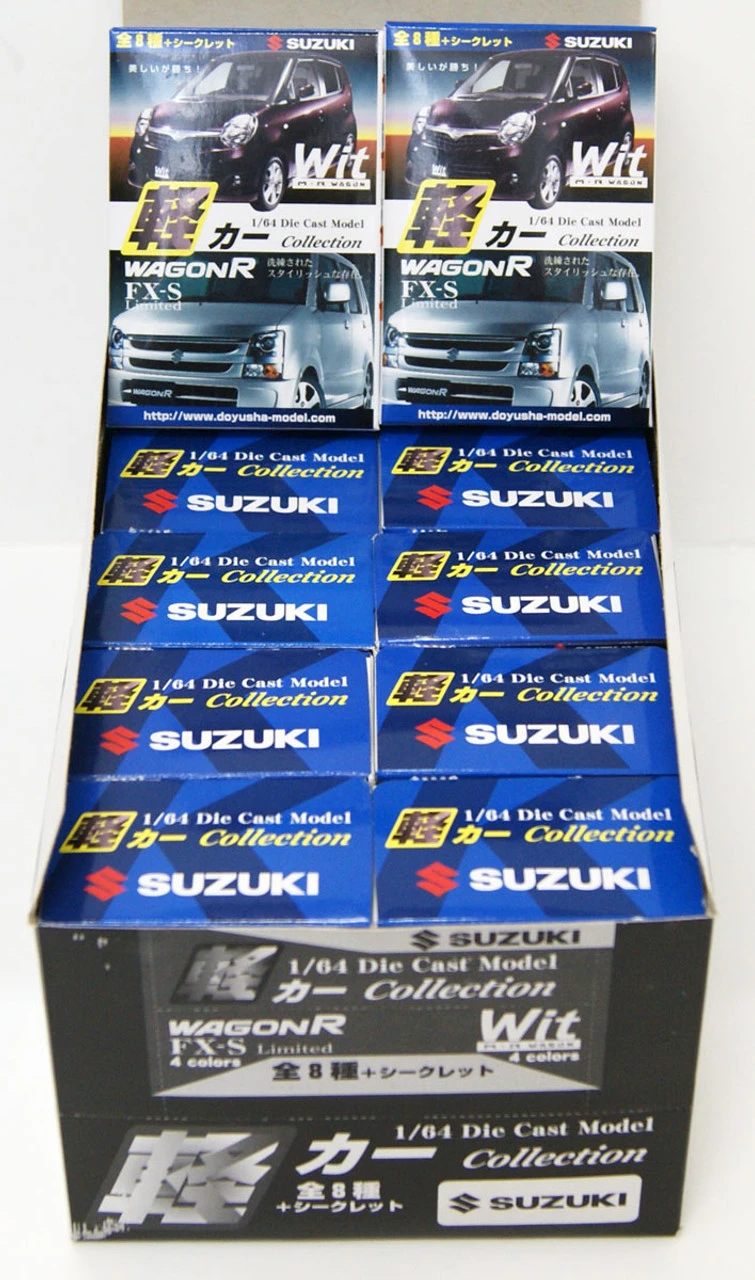 全8種+シークレット SUZUKI
美しいが勝ち!
Wit
Wit
MR WAGON
軽カー 1/64 Die Cast Model
Collection
WAGON R 洗練された
スタイリッシュな存在。
FX-S
Limited
WAGON R
http://www.doyusha-model.com
全8種+シークレット SUZUKI
美しいが勝ち!
Wit
Wit
MR WAGON
軽カー 1/64 Die Cast Model
Collection
WAGON R 洗練された
スタイリッシュな存在。
FX-S
Limited
WAGON R
http://www.doyusha-model.com
軽カー 1/64 Die Cast Model
Collection
SUZUKI
軽カー 1/64 Die Cast Model
Collection
SUZUKI
軽カー 1/64 Die Cast Model
Collection
SUZUKI
軽カー 1/64 Die Cast Model
Collection
SUZUKI
軽カー 1/64 Die Cast Model
Collection
SUZUKI
軽カー 1/64 Die Cast Model
Collection
SUZUKI
軽カー 1/64 Die Cast Model
Collection
SUZUKI
軽カー 1/64 Die Cast Model
Collection
SUZUKI
SUZUKI
軽カー 1/64 Die Cast Model
Collection
WAGON R
FX-S Limited
4 colors
Wit
MR WAGON
4 colors
全8種+シークレット
軽カー 1/64 Die Cast Model
Collection
全8種
+シークレット
SUZUKI